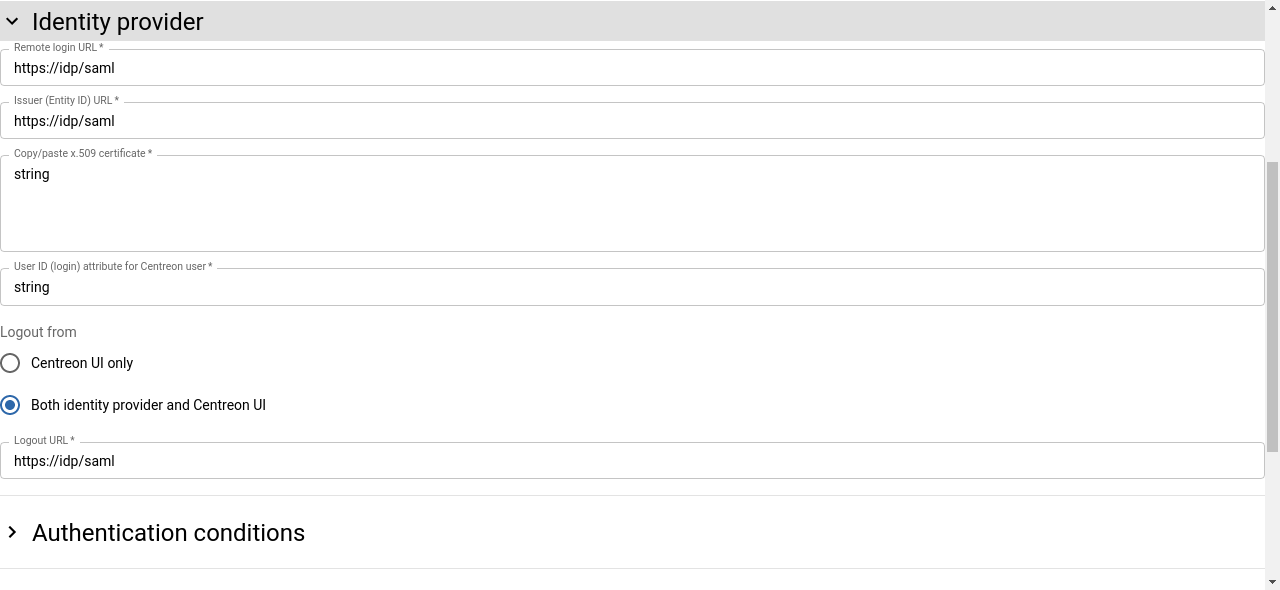 Identity provider
Remote login URL *
https://idp/saml
Issuer (Entity ID) URL *
https://idp/saml
Copy/paste x.509 certificate *
string
User ID (login) attribute for Centreon user *
string
Logout from
Centreon UI only
Both identity provider and Centreon UI
Logout URL *
https://idp/saml
Authentication conditions